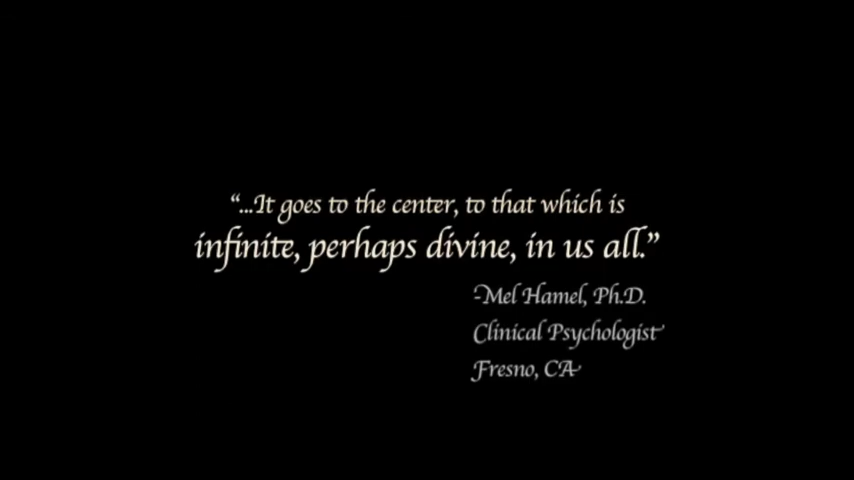 “...It goes to the center, to that which is
infinite, perhaps divine, in us all.”
-Mel Hamel, Ph.D.
Clinical Psychologist
Fresno, CA